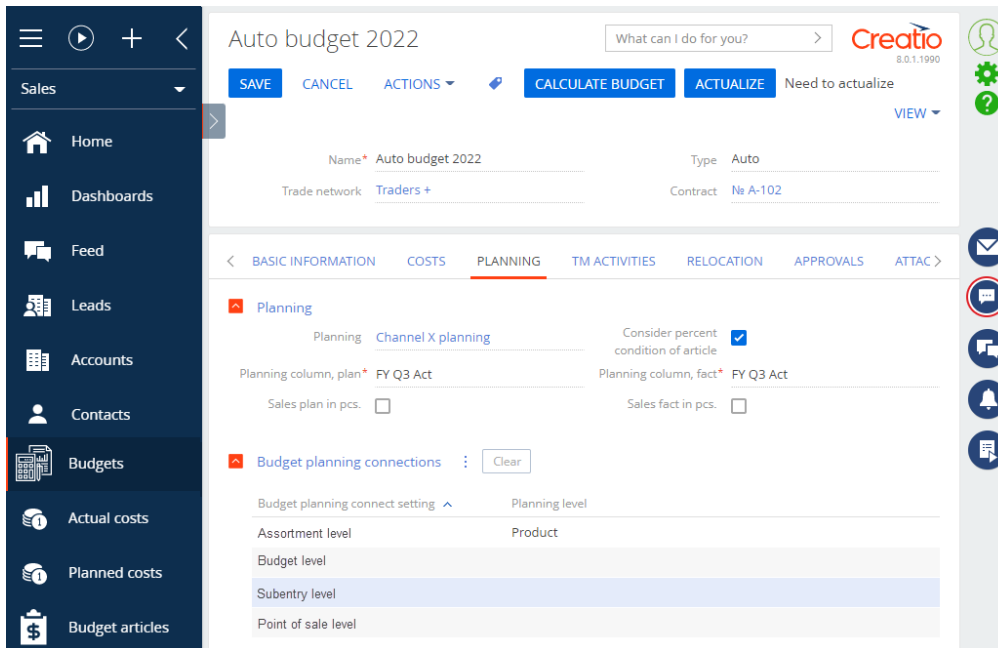 Auto budget 2022
What can I do for you?
Creatio
8.0.1.1990
Sales
SAVE CANCEL ACTIONS CALCULATE BUDGET ACTUALIZE Need to actualize
VIEW
Home
Dashboards
Feed
Leads
Accounts
Contacts
Budgets
Actual costs
Planned costs
Budget articles
Name* Auto budget 2022 Type Auto
Trade network Traders + Contract № A-102
BASIC INFORMATION COSTS PLANNING TM ACTIVITIES RELOCATION APPROVALS ATTAC
Planning
Planning Channel X planning Consider percent
condition of article
Planning column, plan* FY Q3 Act Planning column, fact* FY Q3 Act
Sales plan in pcs. Sales fact in pcs.
Budget planning connections Clear
Budget planning connect setting Planning level
Assortment level Product
Budget level
Subentry level
Point of sale level